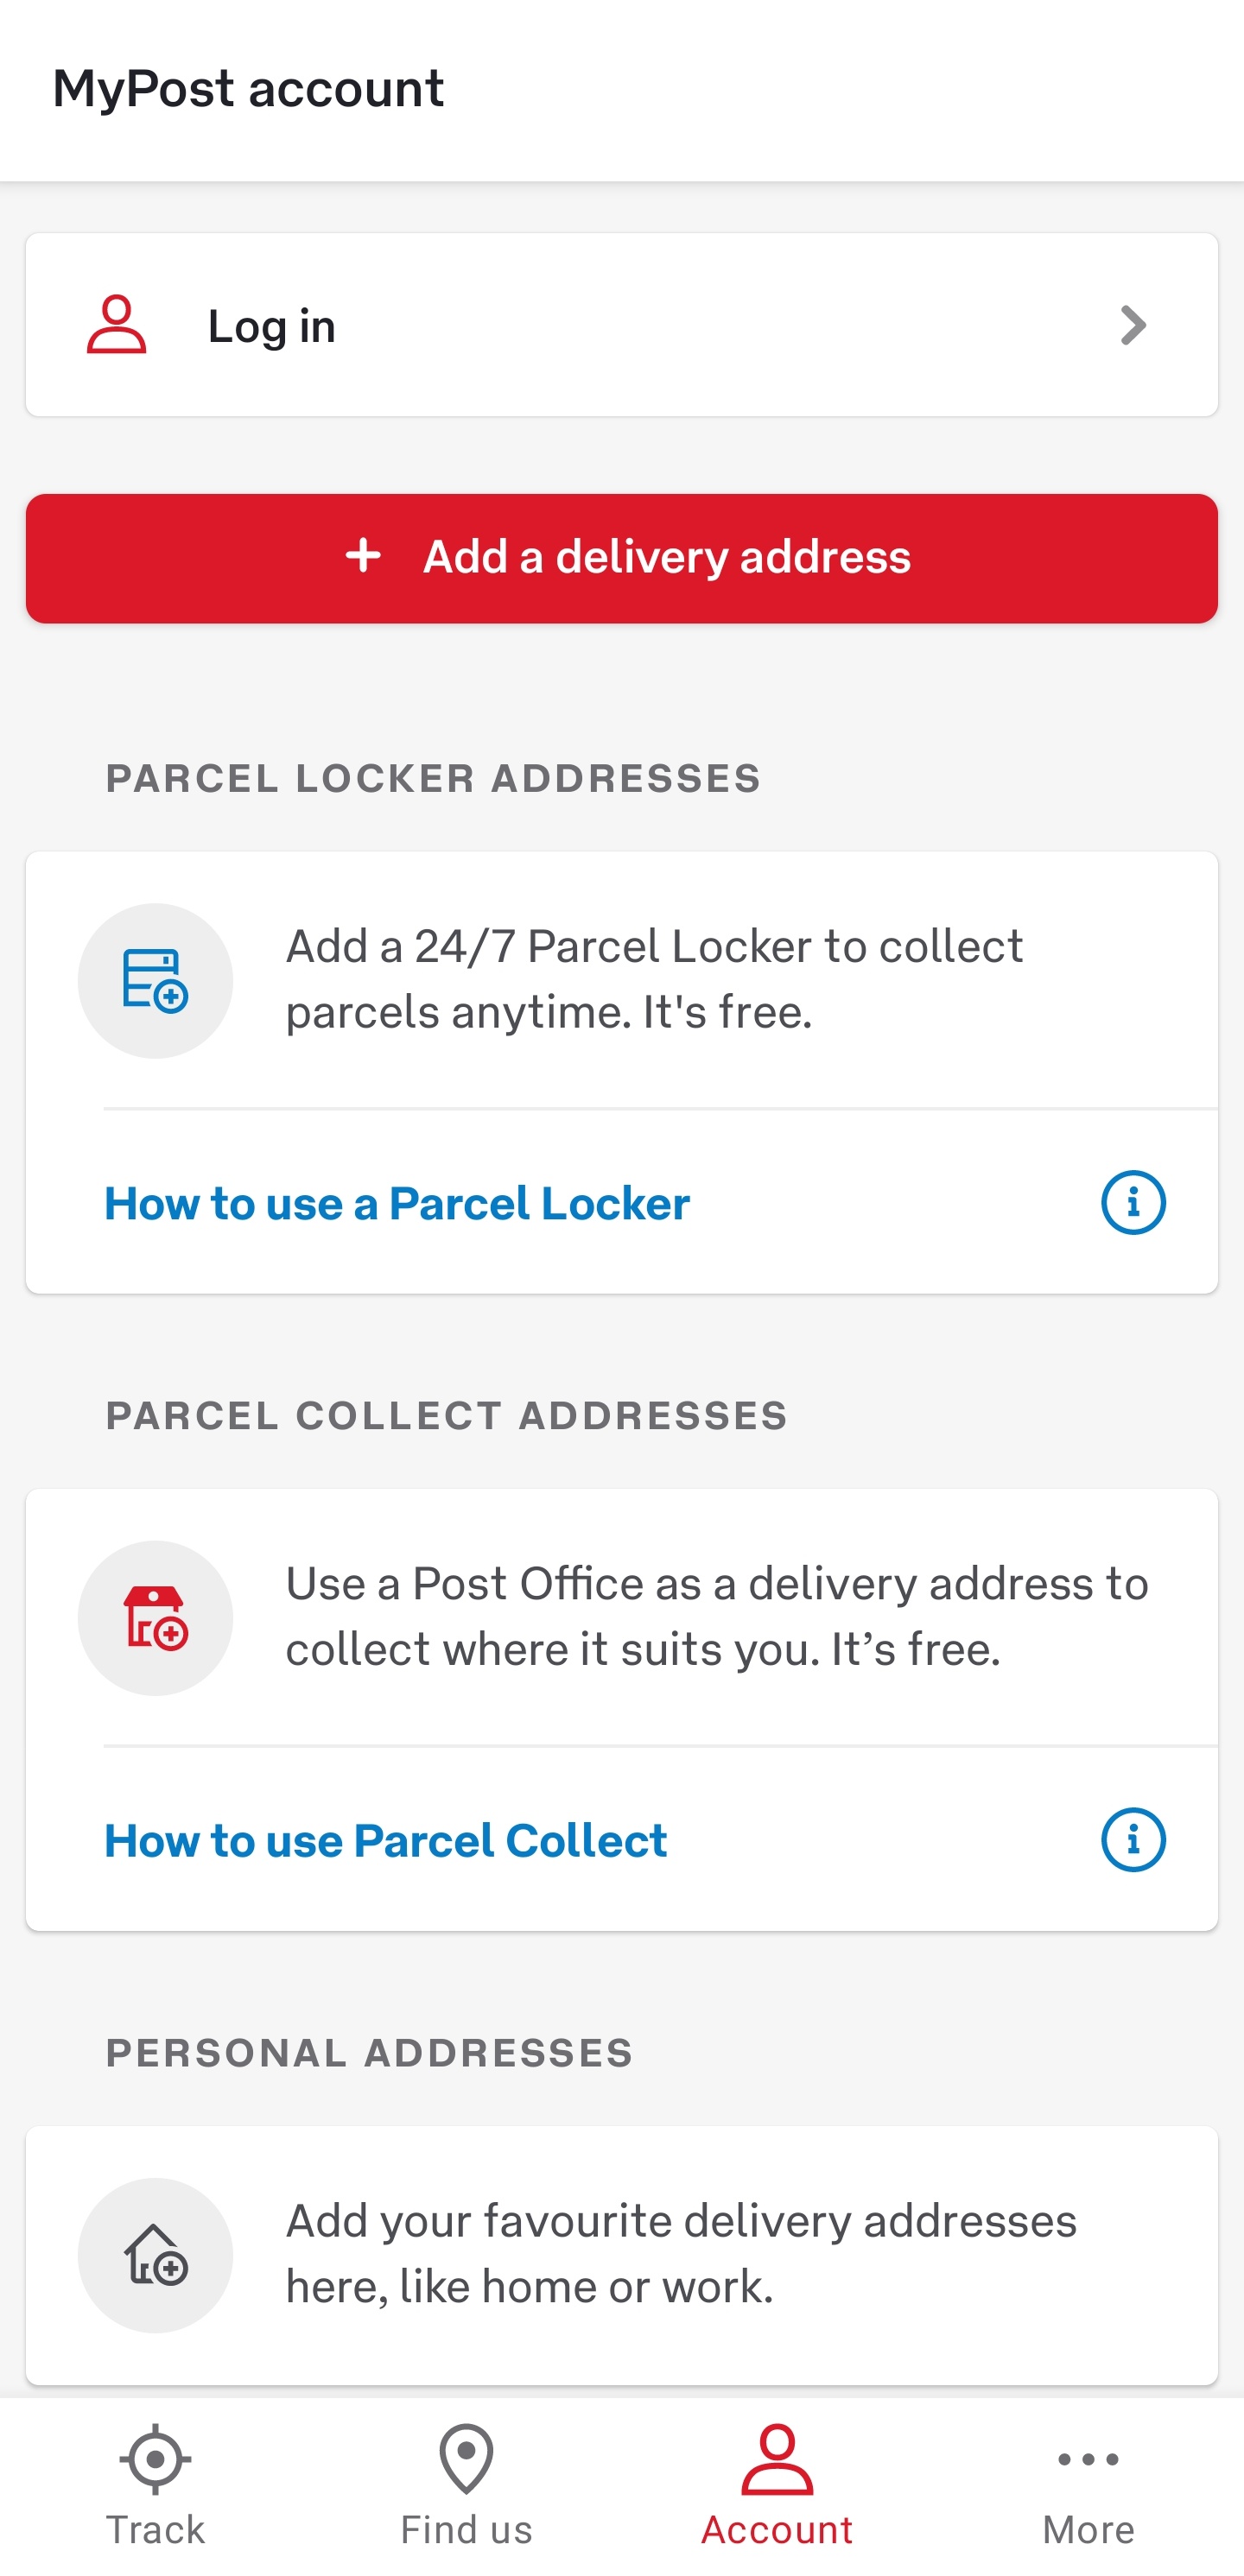 MyPost account
Log in
Add a delivery address
PARCEL LOCKER ADDRESSES
Add a 24/7 Parcel Locker to collect
parcels anytime. It's free.
How to use a Parcel Locker
PARCEL COLLECT ADDRESSES
Use a Post Office as a delivery address to
collect where it suits you. It’s free.
How to use Parcel Collect
PERSONAL ADDRESSES
Add your favourite delivery addresses
here, like home or work.
Track
Find us
Account
More